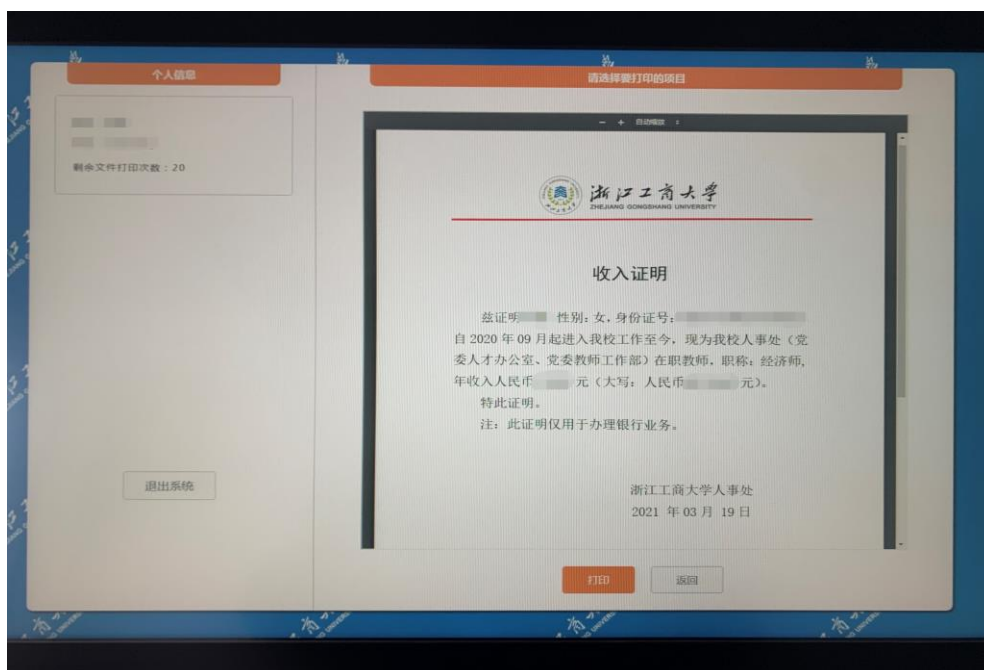 个人信息
剩余文件打印次数：20
退出系统
请选择要打印的项目
− + 自动缩放
浙江工商大学
ZHEJIANG GONGSHANG UNIVERSITY
收入证明
兹证明 性别：女，身份证号：
自 2020 年 09 月起进入我校工作至今，现为我校人事处（党
委人才办公室、党委教师工作部）在职教师，职称：经济师，
年收入人民币 元（大写：人民币 元）。
特此证明。
注：此证明仅用于办理银行业务。
浙江工商大学人事处
2021 年 03 月 19 日
打印
返回